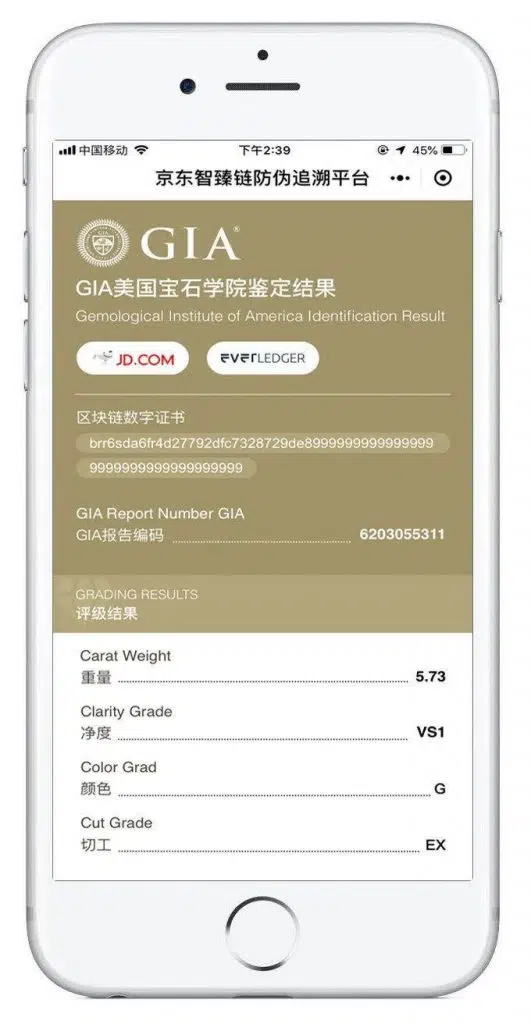 中国移动 下午2:39 45%
京东智臻链防伪追溯平台
GIA®
GIA美国宝石学院鉴定结果
Gemological Institute of America Identification Result
JD.COM EVERLEDGER
区块链数字证书
brr6sda6fr4d27792dfc7328729de8999999999999999
9999999999999999999
GIA Report Number GIA
GIA报告编码 6203055311
GRADING RESULTS
评级结果
Carat Weight
重量 5.73
Clarity Grade
净度 VS1
Color Grad
颜色 G
Cut Grade
切工 EX